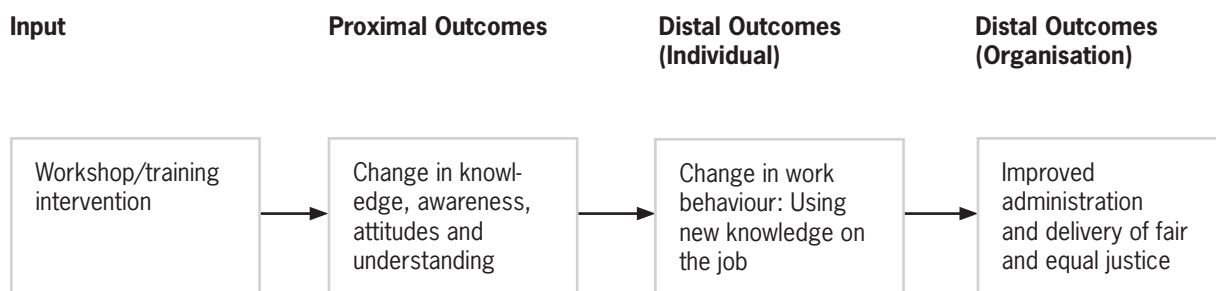 Input
Proximal Outcomes
Distal Outcomes
(Individual)
Distal Outcomes
(Organisation)
Workshop/training
intervention
Change in knowl-
edge, awareness,
attitudes and
understanding
Change in work
behaviour: Using
new knowledge on
the job
Improved
administration
and delivery of fair
and equal justice